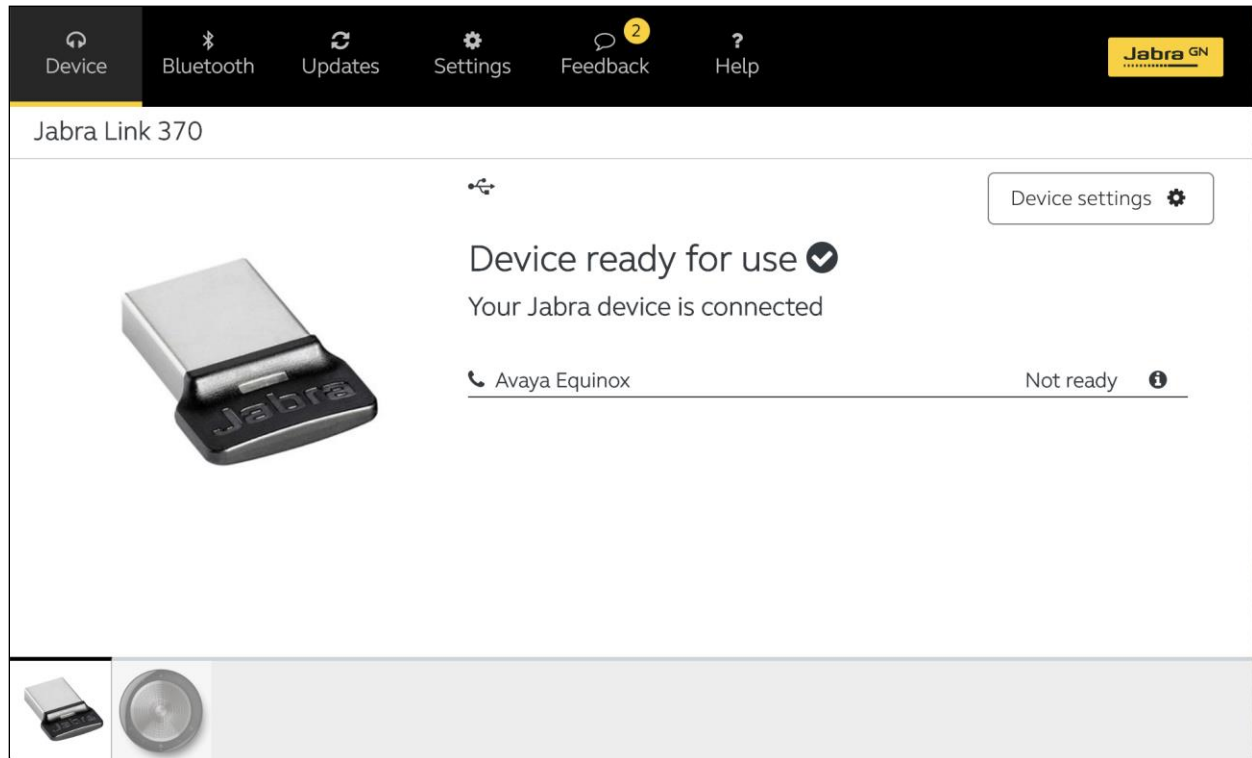 Device Bluetooth Updates Settings Feedback 2 ? Help Jabra GN
Jabra Link 370
Device settings
Device ready for use
Your Jabra device is connected
Avaya Equinox Not ready
Jabra
Jabra